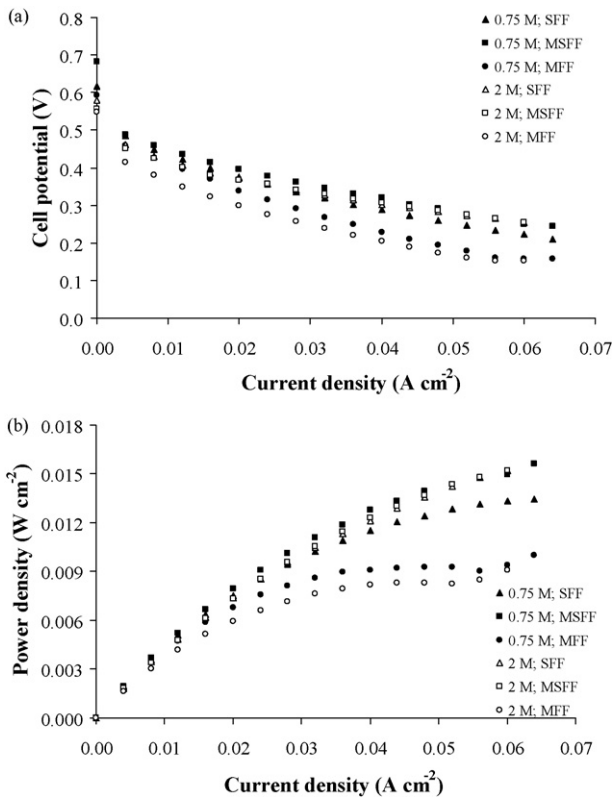 (a)
0.8
0.7
0.6
0.5
0.4
0.3
0.2
0.1
0.0
Cell potential (V)
0.75 M; SFF
0.75 M; MSFF
0.75 M; MFF
2 M; SFF
2 M; MSFF
2 M; MFF
0.00 0.01 0.02 0.03 0.04 0.05 0.06 0.07
Current density (A cm⁻²)
(b)
0.018
0.015
0.012
0.009
0.006
0.003
0.000
Power density (W cm⁻²)
0.75 M; SFF
0.75 M; MSFF
0.75 M; MFF
2 M; SFF
2 M; MSFF
2 M; MFF
0.00 0.01 0.02 0.03 0.04 0.05 0.06 0.07
Current density (A cm⁻²)